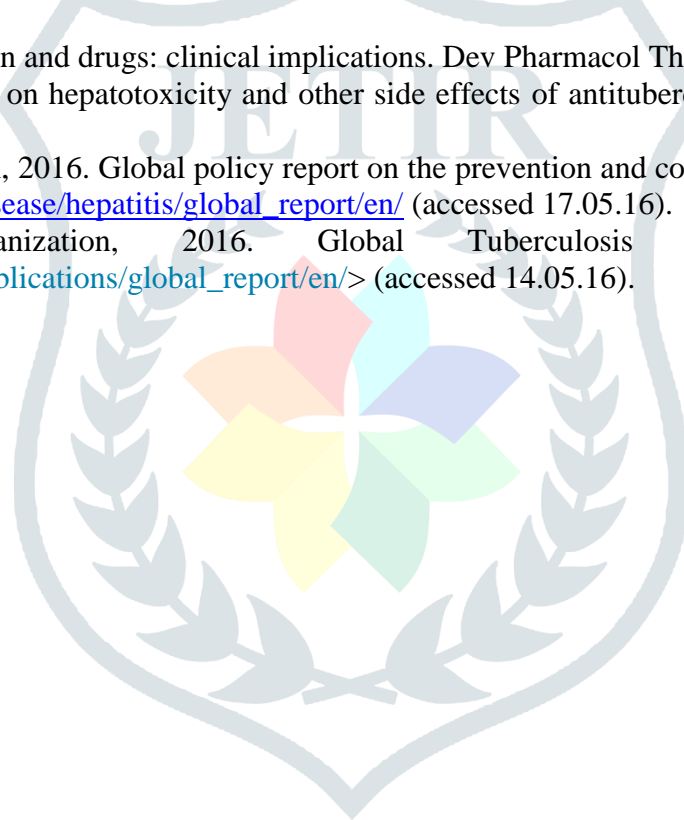 n and drugs: clinical implications. Dev Pharmacol Th
on hepatotoxicity and other side effects of antituberc
, 2016. Global policy report on the prevention and co
sease/hepatitis/global_report/en/ (accessed 17.05.16).
anization, 2016. Global Tuberculosis
plications/global_report/en/> (accessed 14.05.16).
JETIR